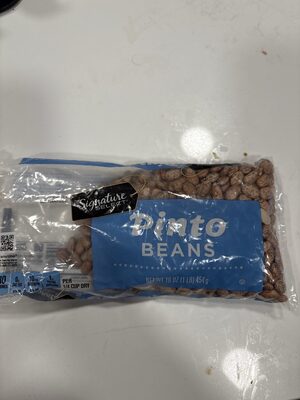 Signature
SELECT
Pinto
BEANS
NET WT 16 OZ (1 LB) 454g
PER
1/4 CUP DRY